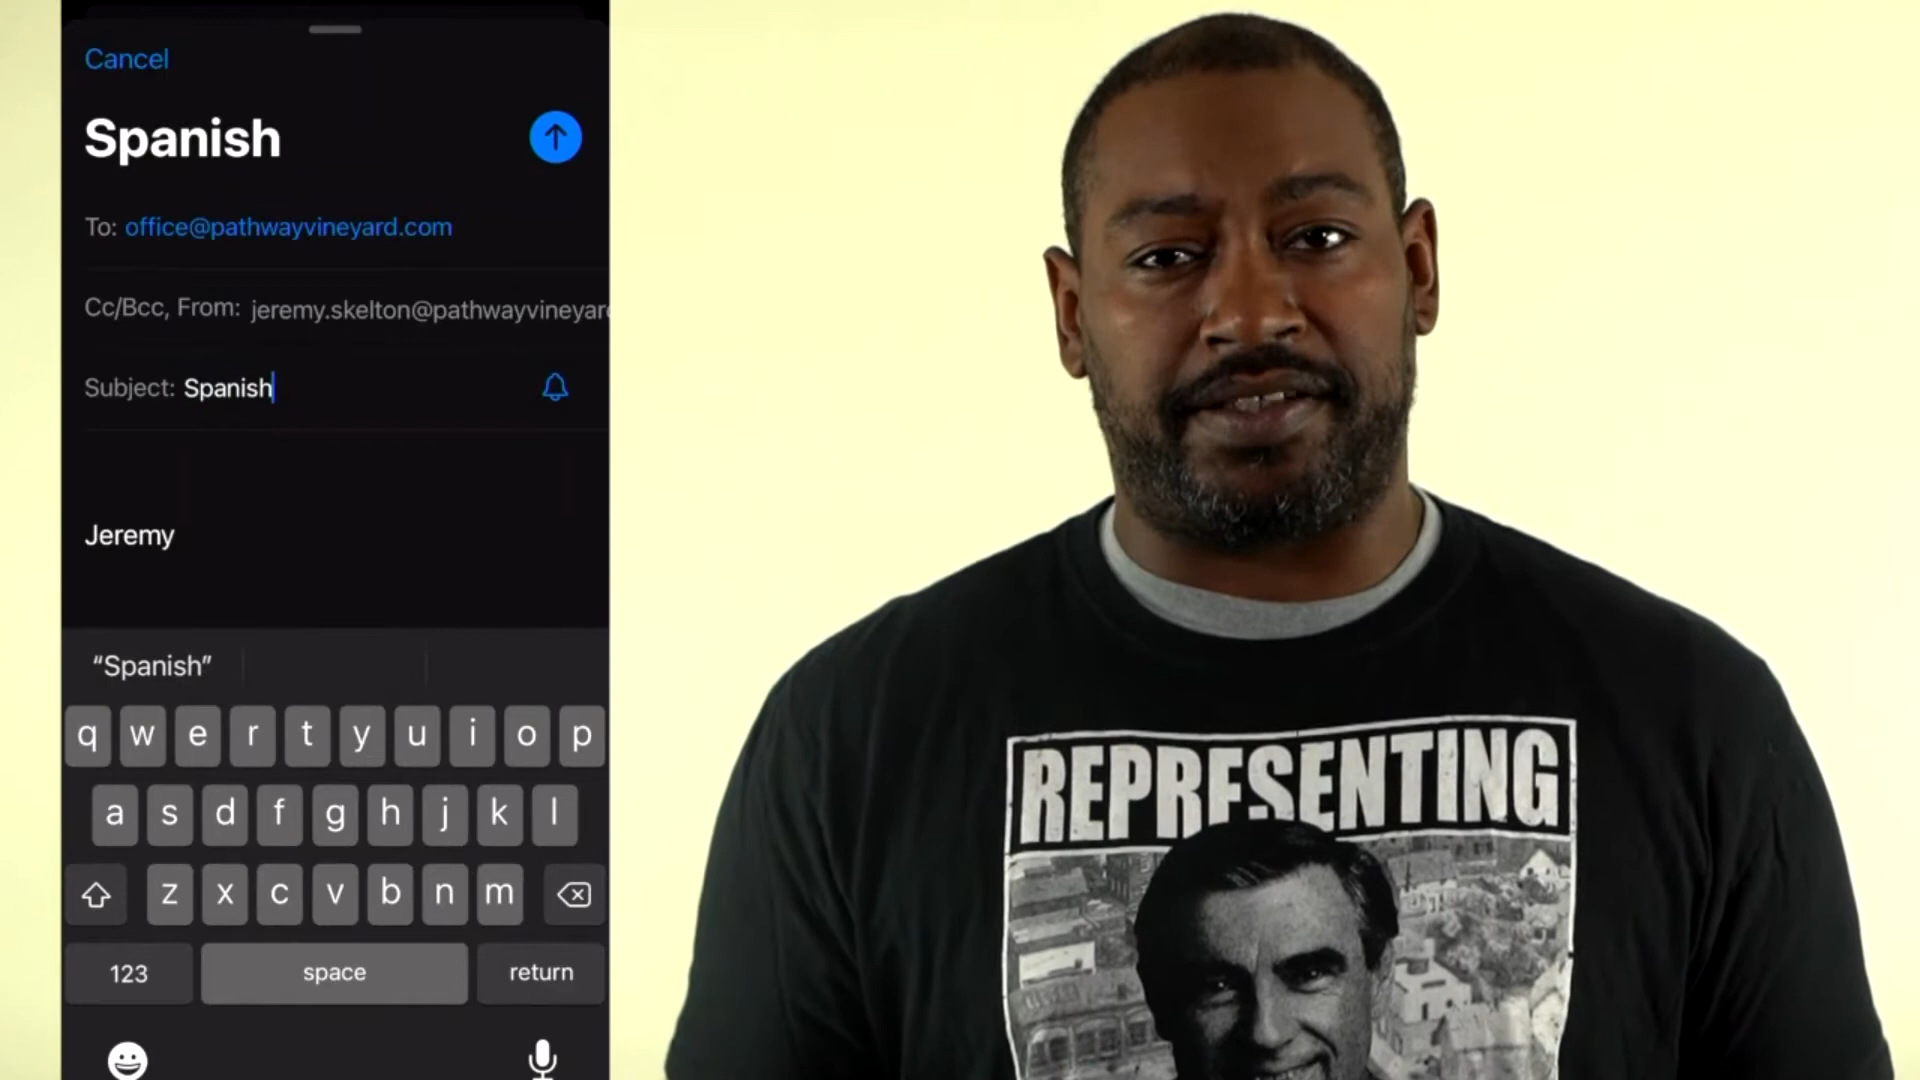 Cancel
Spanish
To: office@pathwayvineyard.com
Cc/Bcc, From: jeremy.skelton@pathwayvineyar
Subject: Spanish
Jeremy
“Spanish”
q w e r t y u i o p
a s d f g h j k l
z x c v b n m
123 space return
REPRESENTING